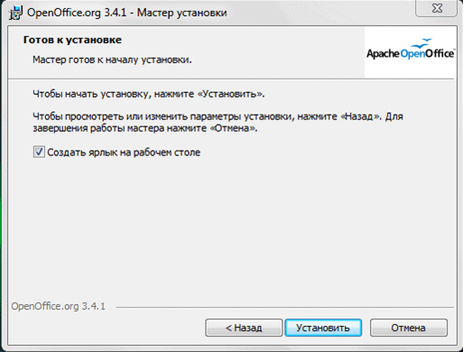 OpenOffice.org 3.4.1 - Мастер установки
Готов к установке
Мастер готов к началу установки.
Apache OpenOffice™
Чтобы начать установку, нажмите «Установить».
Чтобы просмотреть или изменить параметры установки, нажмите «Назад». Для
завершения работы мастера нажмите «Отмена».
Создать ярлык на рабочем столе
OpenOffice.org 3.4.1
< Назад
Установить
Отмена